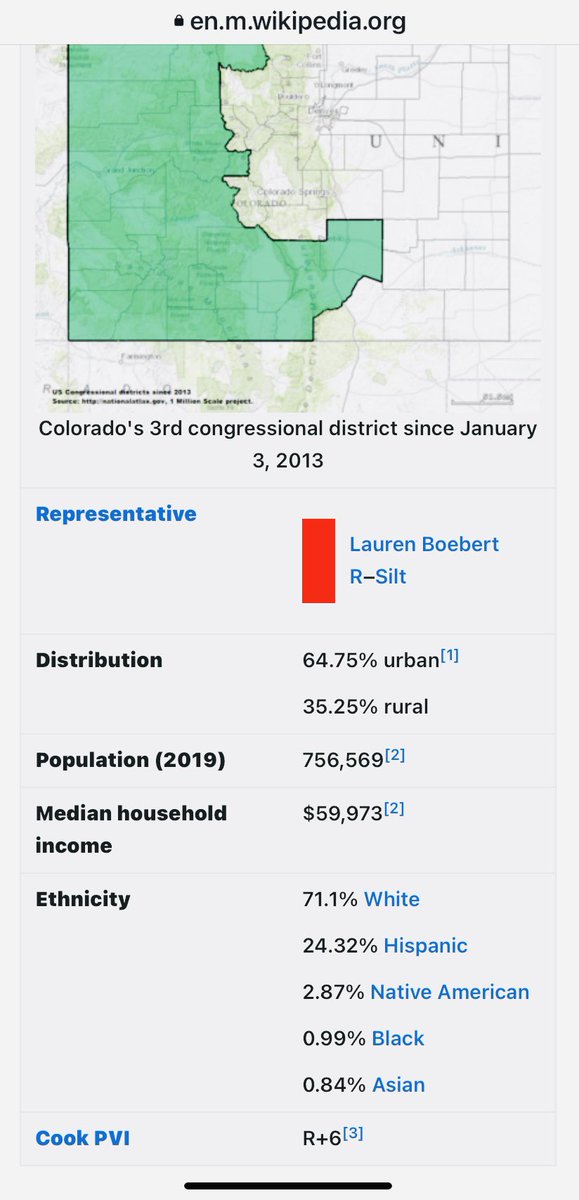 en.m.wikipedia.org
Fort
Collins
Greeley
Longmont
Boulder
Denver
U N I
Grand Junction
Colorado Springs
COLORADO
Farmington
US Congressional districts since 2013
Source: http://nationalatlas.gov, 1 Million Scale project.
Colorado's 3rd congressional district since January
3, 2013
Representative
Lauren Boebert
R–Silt
Distribution
64.75% urban[1]
35.25% rural
Population (2019)
756,569[2]
Median household
income
$59,973[2]
Ethnicity
71.1% White
24.32% Hispanic
2.87% Native American
0.99% Black
0.84% Asian
Cook PVI
R+6[3]